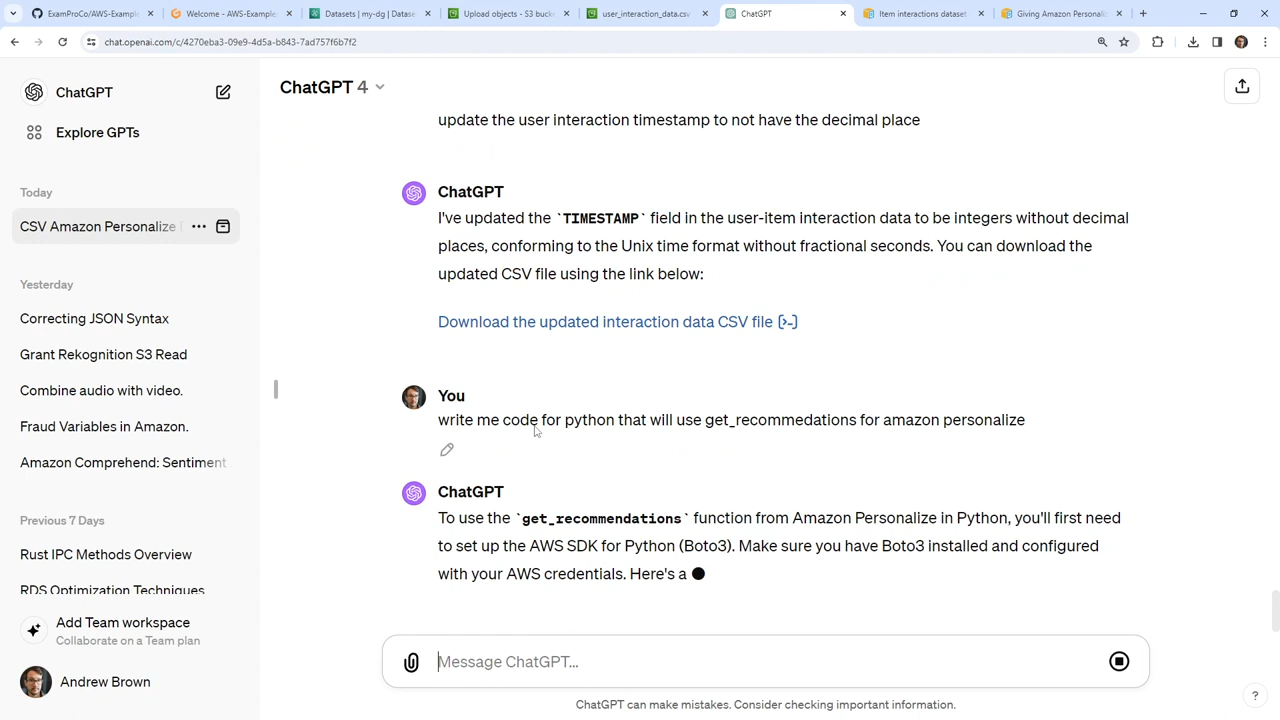 ExamProCo/AWS-Exampl
Welcome - AWS-Example
Datasets | my-dg | Datase
Upload objects - S3 buck
user_interaction_data.csv
ChatGPT
Item interactions dataset
Giving Amazon Personaliz
chat.openai.com/c/4270eba3-09e9-4d5a-b843-7ad757f6b7f2
ChatGPT
Explore GPTs
Today
CSV Amazon Personalize
Yesterday
Correcting JSON Syntax
Grant Rekognition S3 Read
Combine audio with video.
Fraud Variables in Amazon.
Amazon Comprehend: Sentiment
Previous 7 Days
Rust IPC Methods Overview
RDS Optimization Techniques
Add Team workspace
Collaborate on a Team plan
Andrew Brown
ChatGPT 4
update the user interaction timestamp to not have the decimal place
ChatGPT
I've updated the `TIMESTAMP` field in the user-item interaction data to be integers without decimal
places, conforming to the Unix time format without fractional seconds. You can download the
updated CSV file using the link below:
Download the updated interaction data CSV file [>-]
You
write me code for python that will use get_recommedations for amazon personalize
ChatGPT
To use the `get_recommendations` function from Amazon Personalize in Python, you'll first need
to set up the AWS SDK for Python (Boto3). Make sure you have Boto3 installed and configured
with your AWS credentials. Here's a
Message ChatGPT...
ChatGPT can make mistakes. Consider checking important information.
?